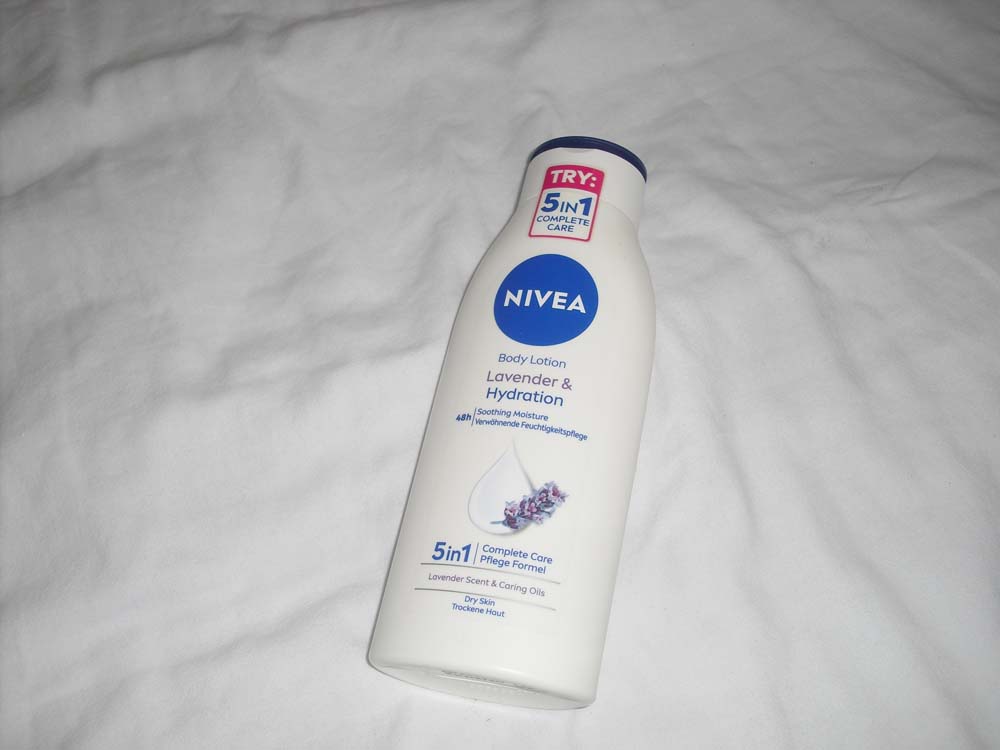 TRY:
5IN1
COMPLETE
CARE
NIVEA
Body Lotion
Lavender &
Hydration
48h Soothing Moisture
Verwöhnende Feuchtigkeitspflege
5in1 Complete Care
Pflege Formel
Lavender Scent & Caring Oils
Dry Skin
Trockene Haut